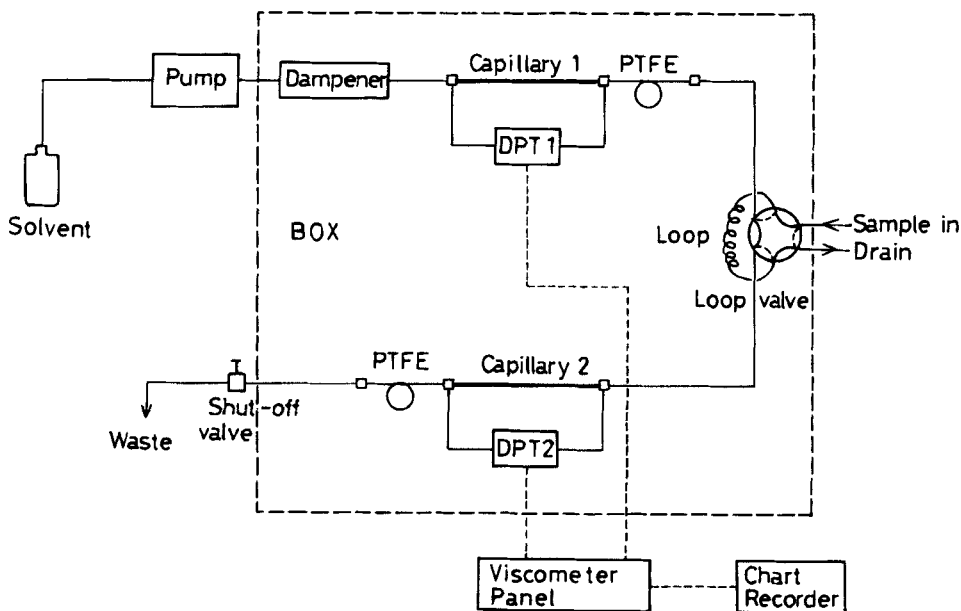 Pump
Dampener
Capillary 1
PTFE
DPT 1
Solvent
BOX
Loop
Sample in
Drain
Loop valve
PTFE
Capillary 2
Shut-off
valve
Waste
DPT2
Viscometer
Panel
Chart
Recorder